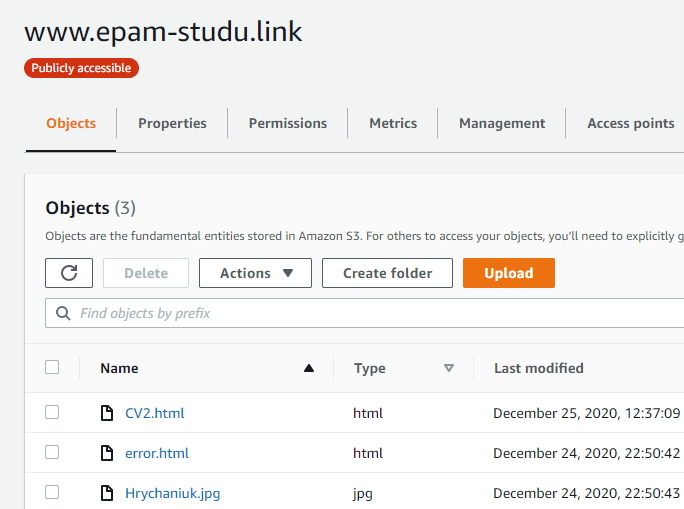 www.epam-studu.link
Publicly accessible
Objects Properties Permissions Metrics Management Access points
Objects (3)
Objects are the fundamental entities stored in Amazon S3. For others to access your objects, you'll need to explicitly g
Delete Actions Create folder Upload
Find objects by prefix
Name Type Last modified
CV2.html html December 25, 2020, 12:37:09
error.html html December 24, 2020, 22:50:42
Hrychaniuk.jpg jpg December 24, 2020, 22:50:43